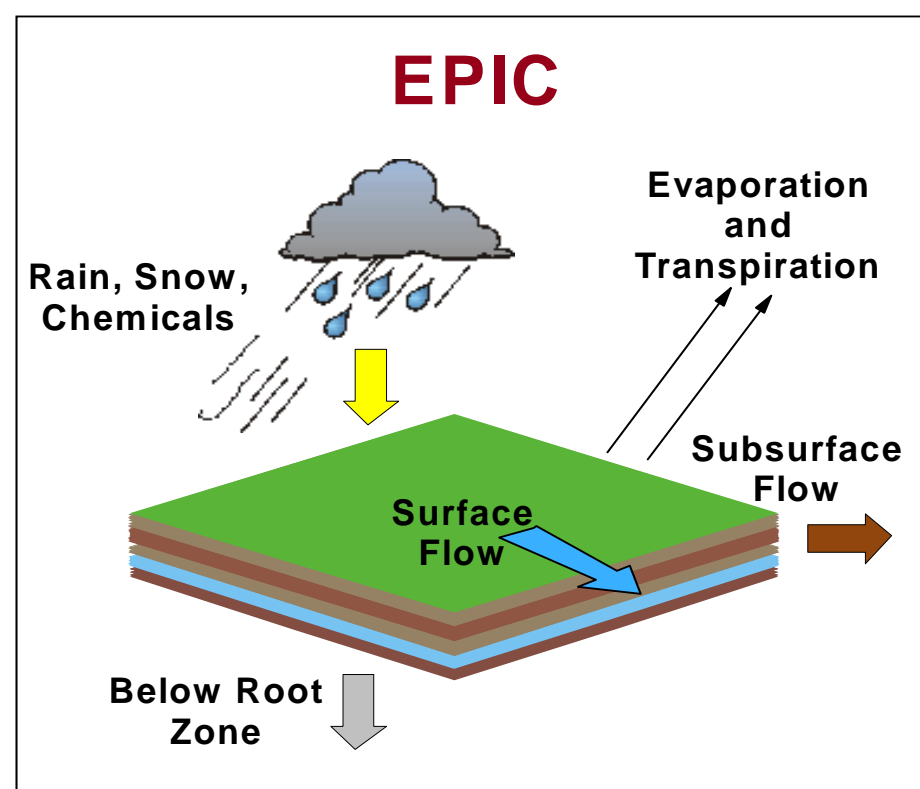 EPIC
Evaporation
and
Transpiration
Rain, Snow,
Chemicals
Subsurface
Flow
Surface
Flow
Below Root
Zone